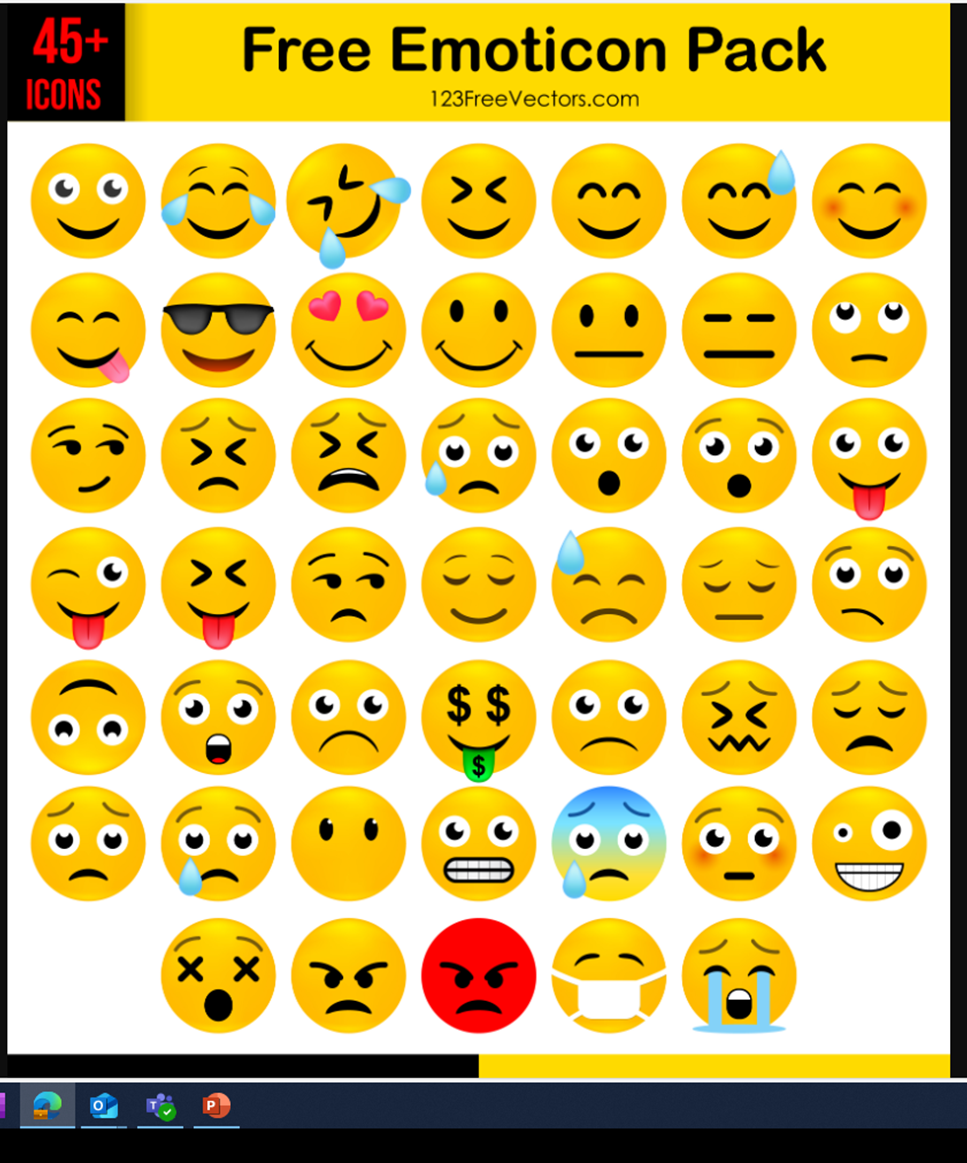 45+
ICONS
Free Emoticon Pack
123FreeVectors.com
$ $
$